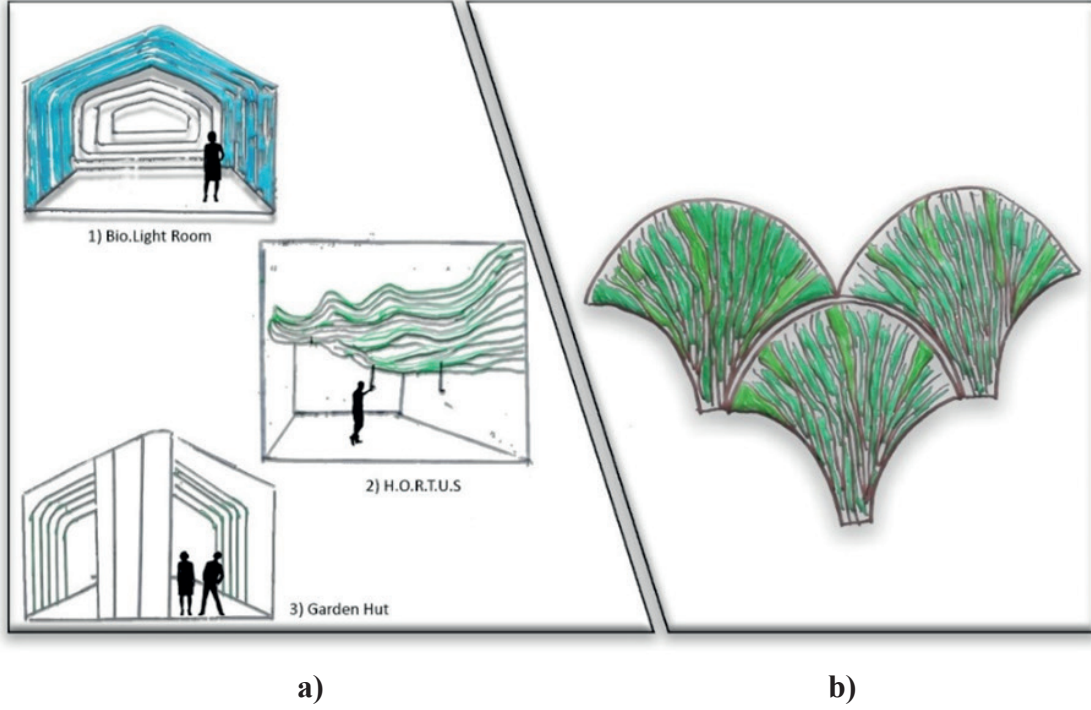 1) Bio.Light Room
2) H.O.R.T.U.S
3) Garden Hut
a)
b)